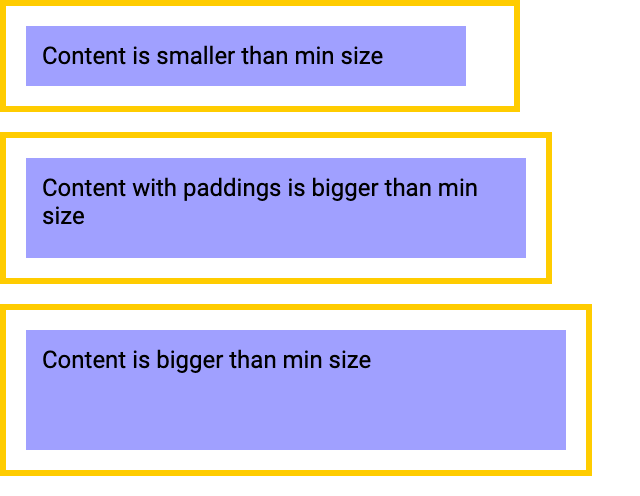 Content is smaller than min size
Content with paddings is bigger than min
size
Content is bigger than min size